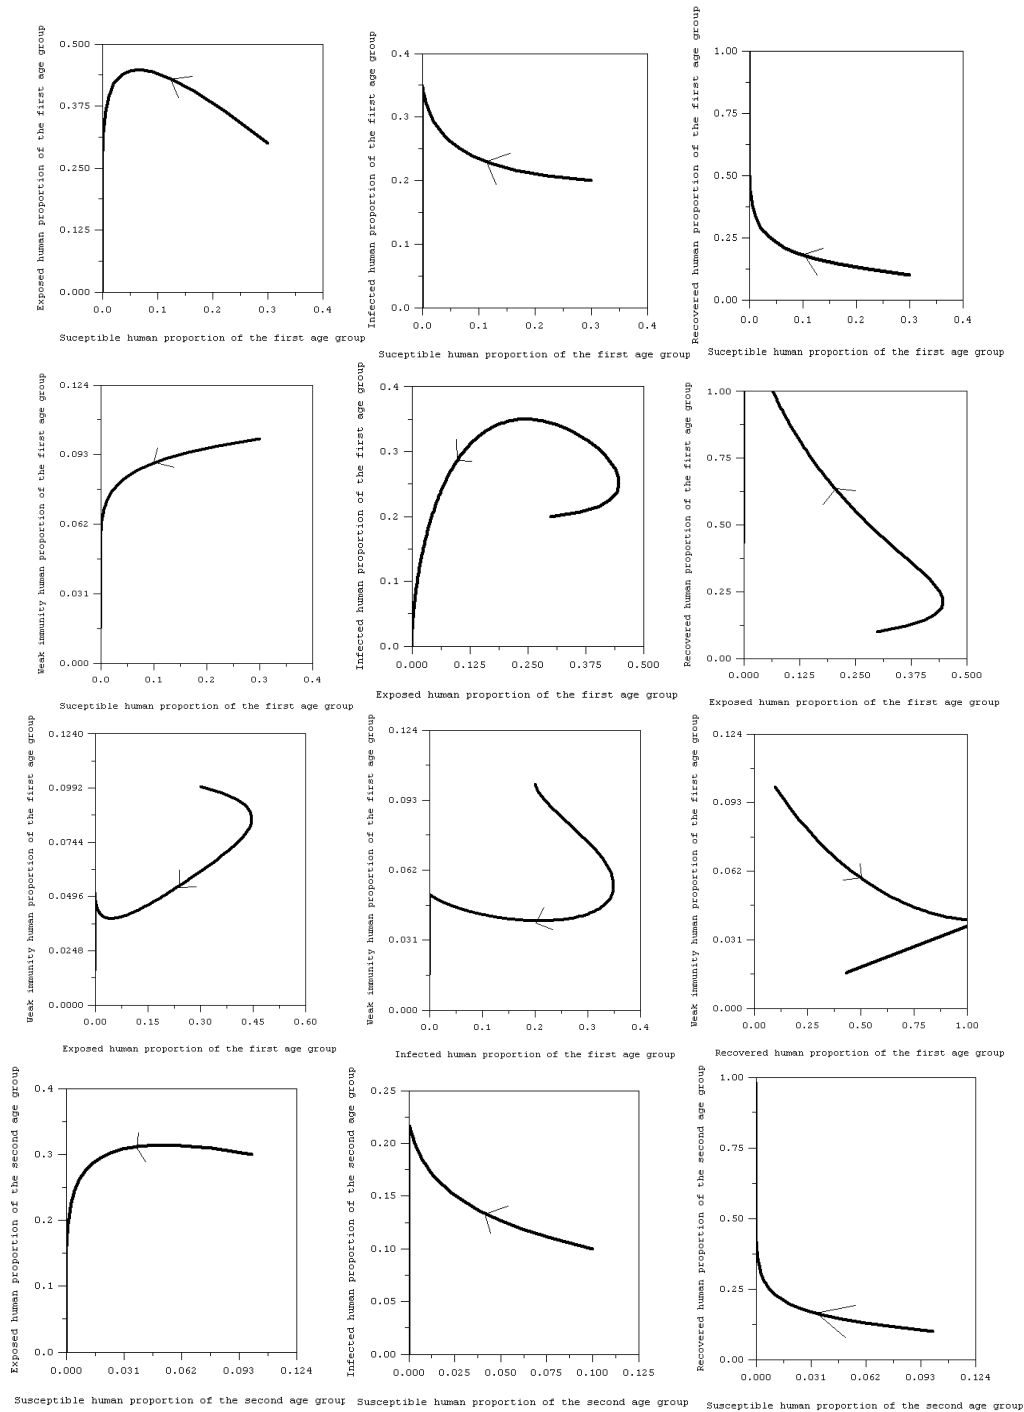 Exposed human proportion of the first age group
0.500
0.375
0.250
0.125
0.000
0.0 0.1 0.2 0.3 0.4
Suceptible human proportion of the first age group
Infected human proportion of the first age group
0.4
0.3
0.2
0.1
0.0
0.0 0.1 0.2 0.3 0.4
Suceptible human proportion of the first age group
Recovered human proportion of the first age group
1.00
0.75
0.50
0.25
0.00
0.0 0.1 0.2 0.3 0.4
Suceptible human proportion of the first age group
Weak immunity human proportion of the first age group
0.124
0.093
0.062
0.031
0.000
0.0 0.1 0.2 0.3 0.4
Suceptible human proportion of the first age group
Infected human proportion of the first age group
0.4
0.3
0.2
0.1
0.0
0.000 0.125 0.250 0.375 0.500
Exposed human proportion of the first age group
Recovered human proportion of the first age group
1.00
0.75
0.50
0.25
0.00
0.000 0.125 0.250 0.375 0.500
Exposed human proportion of the first age group
Weak immunity human proportion of the first age group
0.1240
0.0992
0.0744
0.0496
0.0248
0.0000
0.00 0.15 0.30 0.45 0.60
Exposed human proportion of the first age group
Weak immunity human proportion of the first age group
0.124
0.093
0.062
0.031
0.000
0.0 0.1 0.2 0.3 0.4
Infected human proportion of the first age group
Weak immunity human proportion of the first age group
0.124
0.093
0.062
0.031
0.000
0.00 0.25 0.50 0.75 1.00
Recovered human proportion of the first age group
Exposed human proportion of the second age group
0.4
0.3
0.2
0.1
0.0
0.000 0.031 0.062 0.093 0.124
Susceptible human proportion of the second age group
Infected human proportion of the second age group
0.25
0.20
0.15
0.10
0.05
0.00
0.000 0.025 0.050 0.075 0.100 0.125
Susceptible human proportion of the second age group
Recovered human proportion of the second age group
1.00
0.75
0.50
0.25
0.00
0.000 0.031 0.062 0.093 0.124
Susceptible human proportion of the second age group